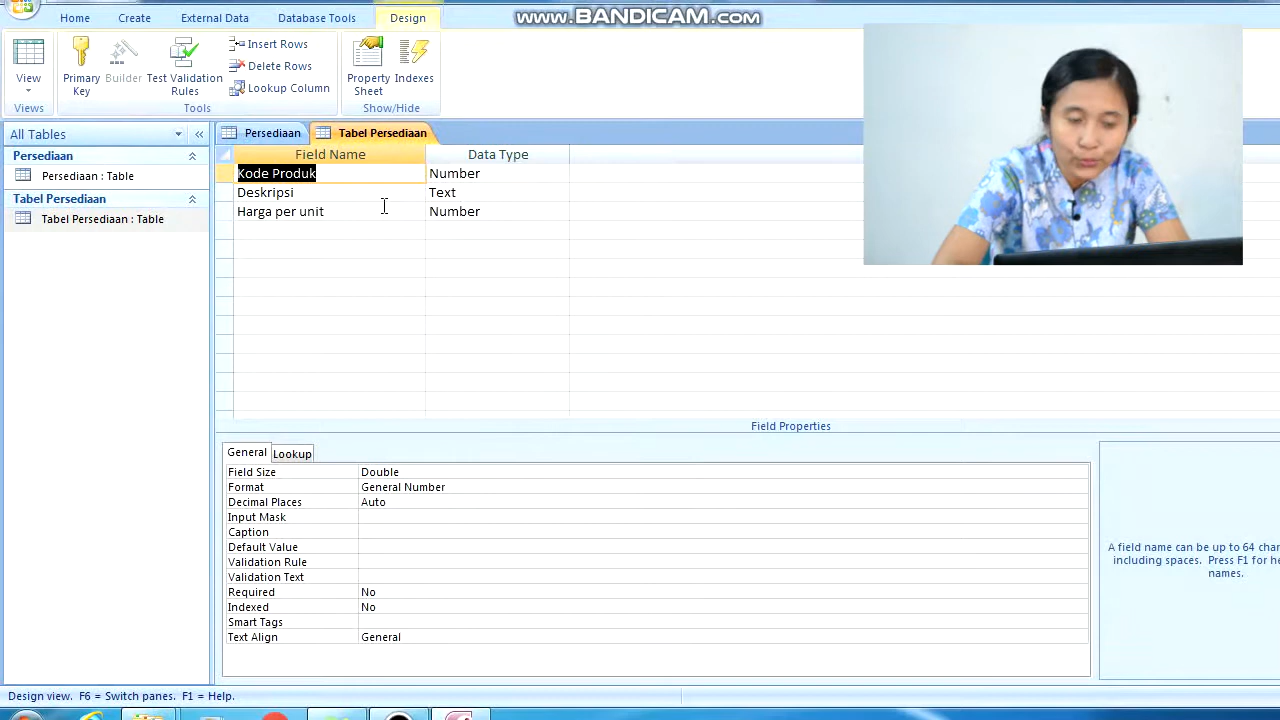 www.BANDICAM.com
Home Create External Data Database Tools Design
View
Primary Key
Builder
Test Validation Rules
Insert Rows
Delete Rows
Lookup Column
Property Sheet
Indexes
Views Tools Show/Hide
All Tables
Persediaan
Persediaan : Table
Tabel Persediaan
Tabel Persediaan : Table
Persediaan Tabel Persediaan
Field Name Data Type
Kode Produk Number
Deskripsi Text
Harga per unit Number
Field Properties
General Lookup
Field Size Double
Format General Number
Decimal Places Auto
Input Mask
Caption
Default Value
Validation Rule
Validation Text
Required No
Indexed No
Smart Tags
Text Align General
A field name can be up to 64 char
including spaces. Press F1 for he
names.
Design view. F6 = Switch panes. F1 = Help.